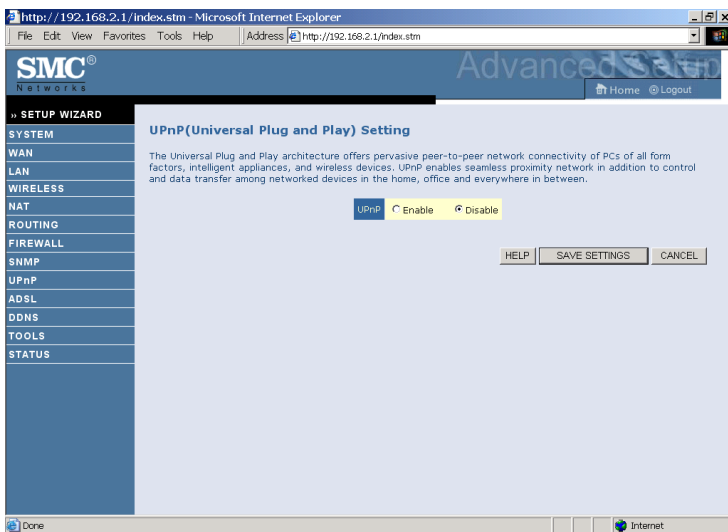 http://192.168.2.1/index.stm - Microsoft Internet Explorer
File Edit View Favorites Tools Help Address http://192.168.2.1/index.stm
SMC®
Networks
Advanced Setup
Home Logout
» SETUP WIZARD
SYSTEM
WAN
LAN
WIRELESS
NAT
ROUTING
FIREWALL
SNMP
UPnP
ADSL
DDNS
TOOLS
STATUS
UPnP(Universal Plug and Play) Setting
The Universal Plug and Play architecture offers pervasive peer-to-peer network connectivity of PCs of all form
factors, intelligent appliances, and wireless devices. UPnP enables seamless proximity network in addition to control
and data transfer among networked devices in the home, office and everywhere in between.
UPnP Enable Disable
HELP SAVE SETTINGS CANCEL
Done Internet